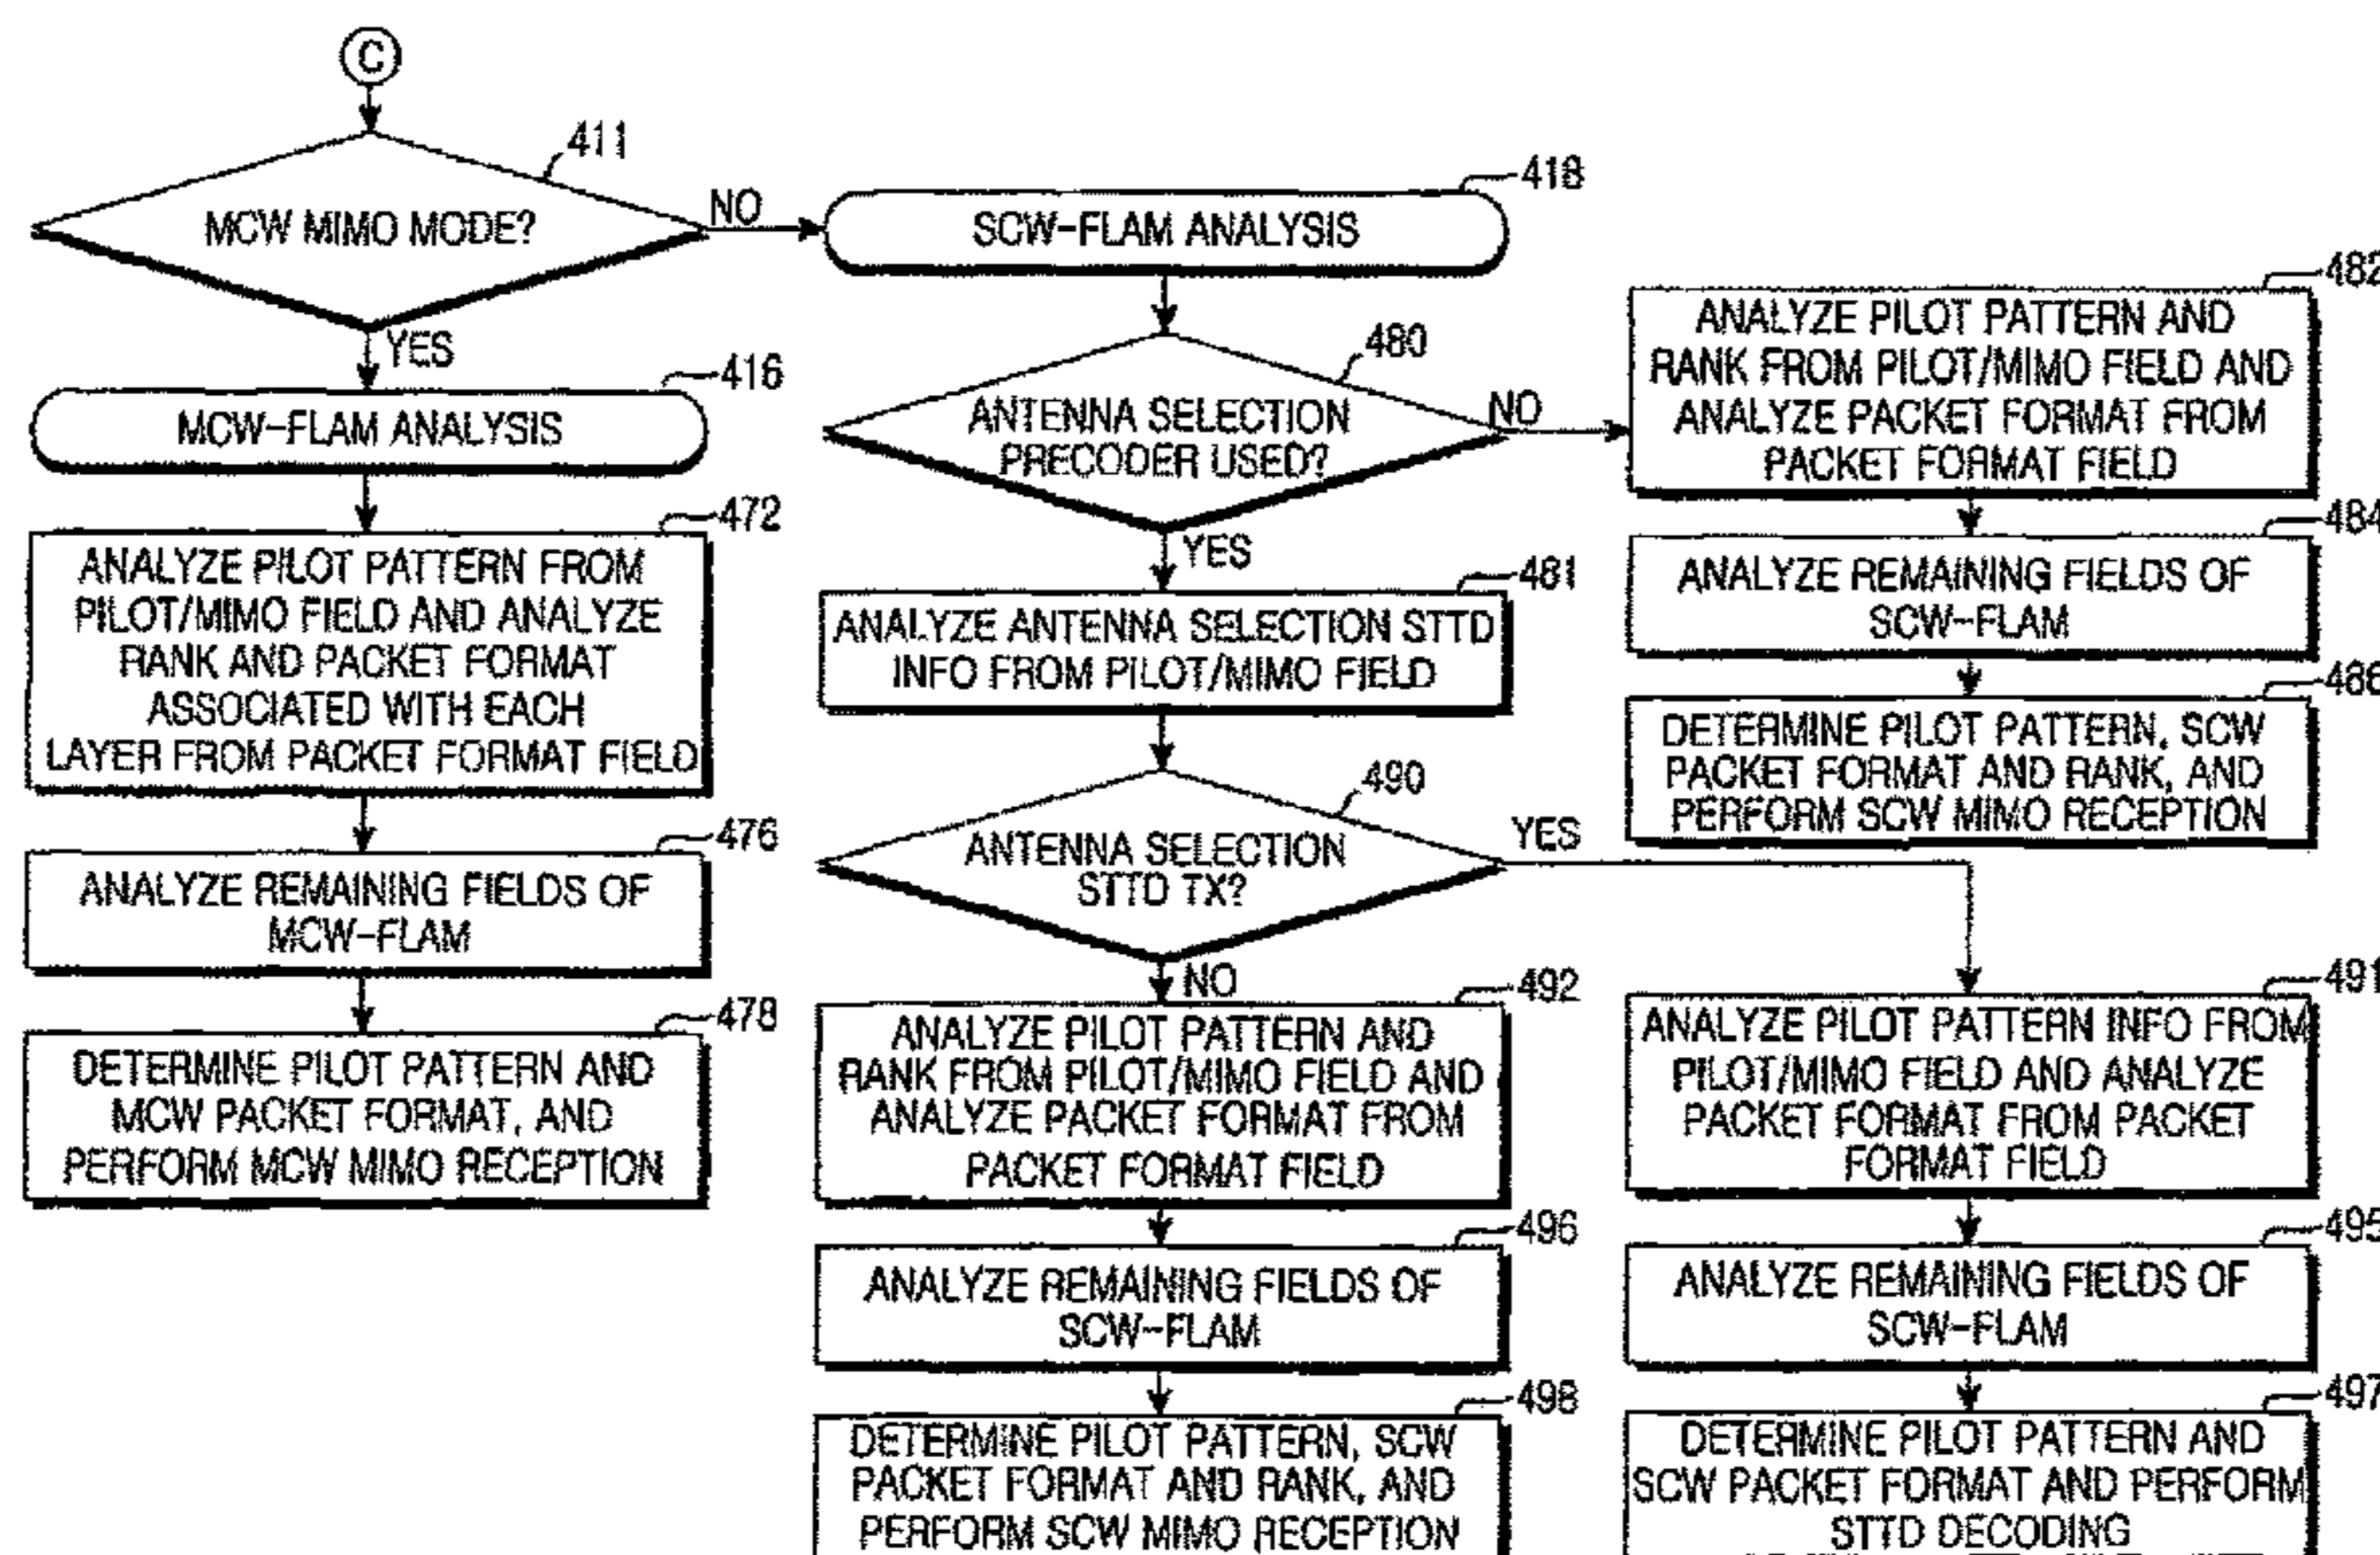 C
411
MCW MIMO MODE?
NO
YES
418
SCW-FLAM ANALYSIS
416
MCW-FLAM ANALYSIS
472
ANALYZE PILOT PATTERN FROM
PILOT/MIMO FIELD AND ANALYZE
RANK AND PACKET FORMAT
ASSOCIATED WITH EACH
LAYER FROM PACKET FORMAT FIELD
476
ANALYZE REMAINING FIELDS OF
MCW-FLAM
478
DETERMINE PILOT PATTERN AND
MCW PACKET FORMAT, AND
PERFORM MCW MIMO RECEPTION
480
ANTENNA SELECTION
PRECODER USED?
NO
YES
482
ANALYZE PILOT PATTERN AND
RANK FROM PILOT/MIMO FIELD AND
ANALYZE PACKET FORMAT FROM
PACKET FORMAT FIELD
484
ANALYZE REMAINING FIELDS OF
SCW-FLAM
486
DETERMINE PILOT PATTERN, SCW
PACKET FORMAT AND RANK, AND
PERFORM SCW MIMO RECEPTION
481
ANALYZE ANTENNA SELECTION STTD
INFO FROM PILOT/MIMO FIELD
490
ANTENNA SELECTION
STTD TX?
YES
NO
492
ANALYZE PILOT PATTERN AND
RANK FROM PILOT/MIMO FIELD AND
ANALYZE PACKET FORMAT FROM
PACKET FORMAT FIELD
496
ANALYZE REMAINING FIELDS OF
SCW-FLAM
498
DETERMINE PILOT PATTERN, SCW
PACKET FORMAT AND RANK, AND
PERFORM SCW MIMO RECEPTION
491
ANALYZE PILOT PATTERN INFO FROM
PILOT/MIMO FIELD AND ANALYZE
PACKET FORMAT FROM PACKET
FORMAT FIELD
495
ANALYZE REMAINING FIELDS OF
SCW-FLAM
497
DETERMINE PILOT PATTERN AND
SCW PACKET FORMAT AND PERFORM
STTD DECODING